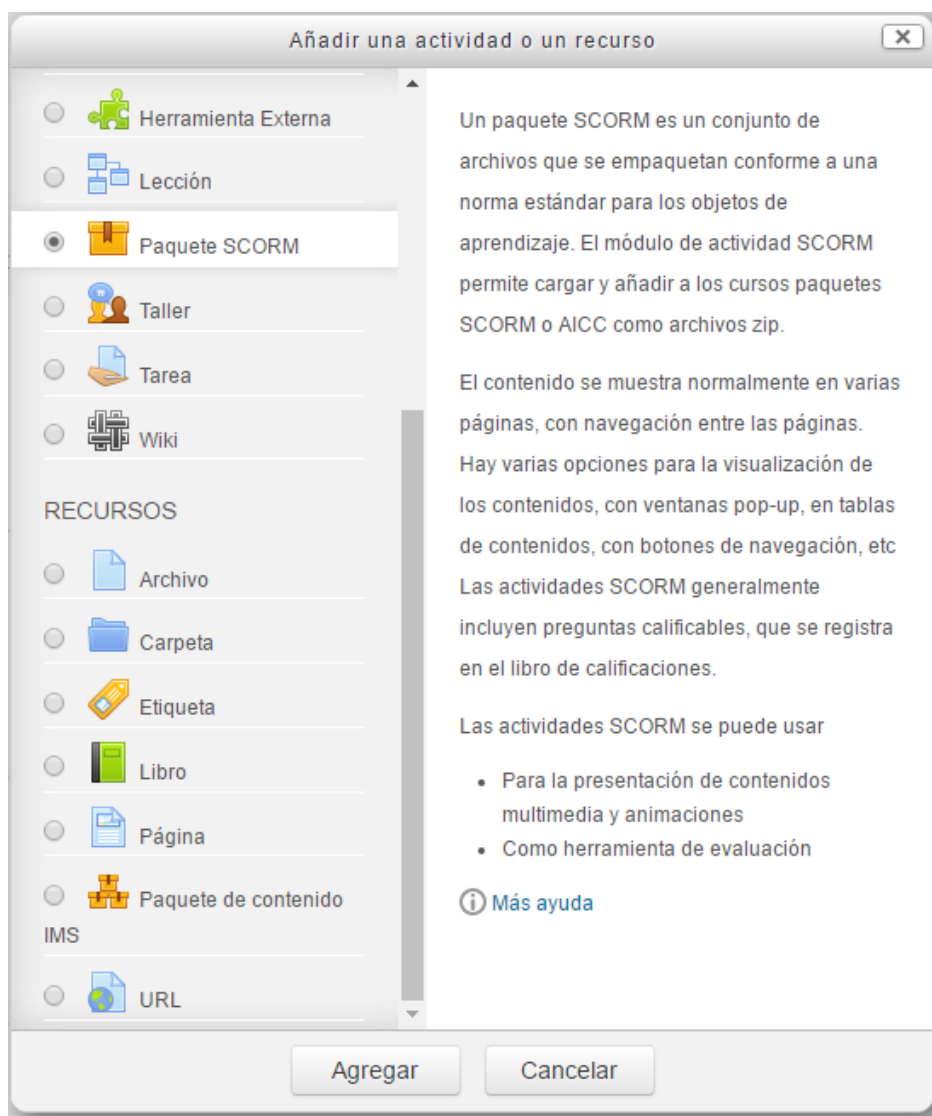 Añadir una actividad o un recurso
Herramienta Externa
Lección
Paquete SCORM
Taller
Tarea
Wiki
RECURSOS
Archivo
Carpeta
Etiqueta
Libro
Página
Paquete de contenido
IMS
URL
Un paquete SCORM es un conjunto de
archivos que se empaquetan conforme a una
norma estándar para los objetos de
aprendizaje. El módulo de actividad SCORM
permite cargar y añadir a los cursos paquetes
SCORM o AICC como archivos zip.
El contenido se muestra normalmente en varias
páginas, con navegación entre las páginas.
Hay varias opciones para la visualización de
los contenidos, con ventanas pop-up, en tablas
de contenidos, con botones de navegación, etc
Las actividades SCORM generalmente
incluyen preguntas calificables, que se registra
en el libro de calificaciones.
Las actividades SCORM se puede usar
• Para la presentación de contenidos
multimedia y animaciones
• Como herramienta de evaluación
Más ayuda
Agregar
Cancelar